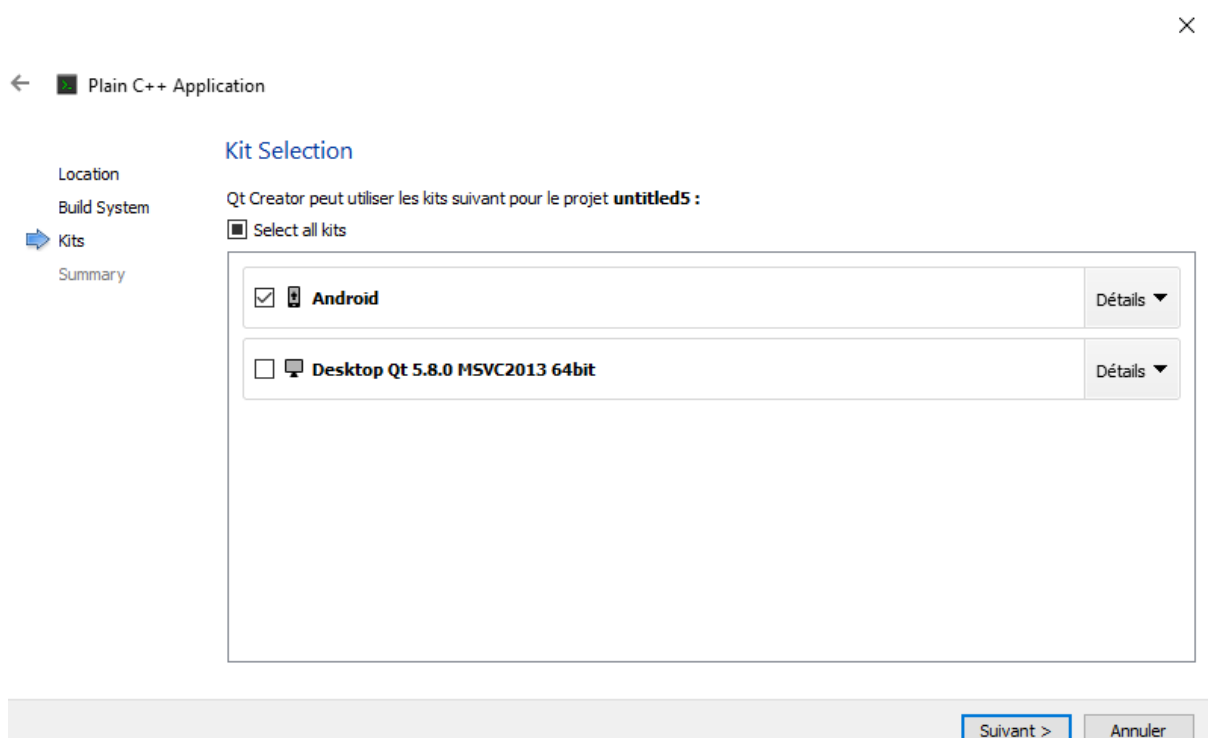 Plain C++ Application
Location
Build System
Kits
Summary
Kit Selection
Qt Creator peut utiliser les kits suivant pour le projet untitled5 :
Select all kits
Android
Détails
Desktop Qt 5.8.0 MSVC2013 64bit
Détails
Suivant >
Annuler